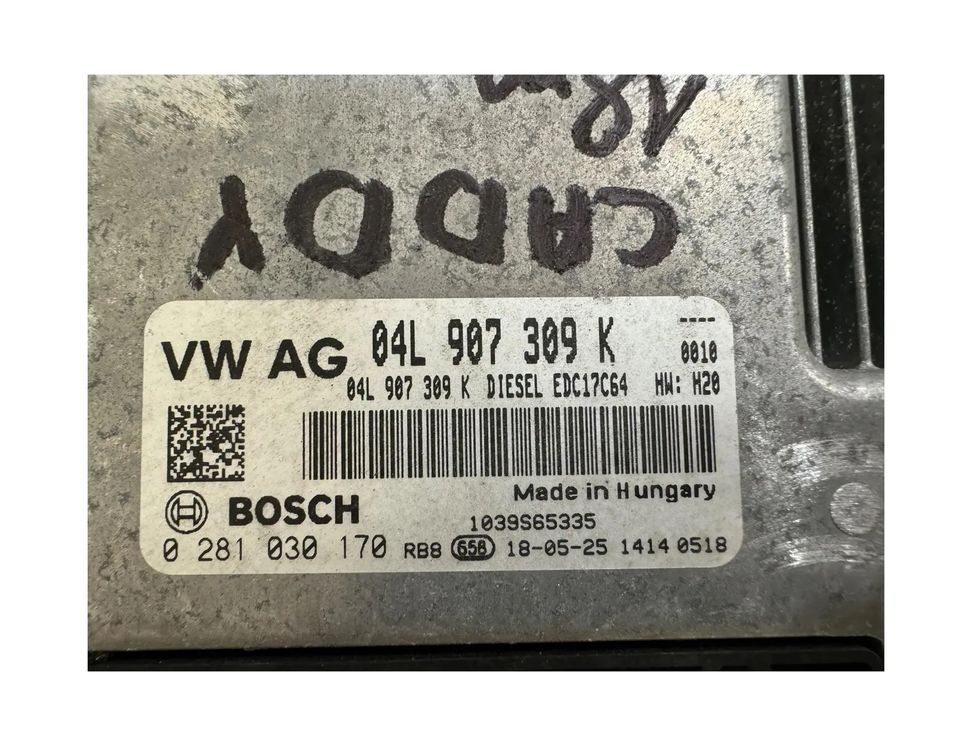 CADDY
VW AG 04L 907 309 K ----
0010
04L 907 309 K DIESEL EDC17C64 HW: H20
Made in Hungary
BOSCH
1039S65335
0 281 030 170 RB8 656 18-05-25 1414 0518